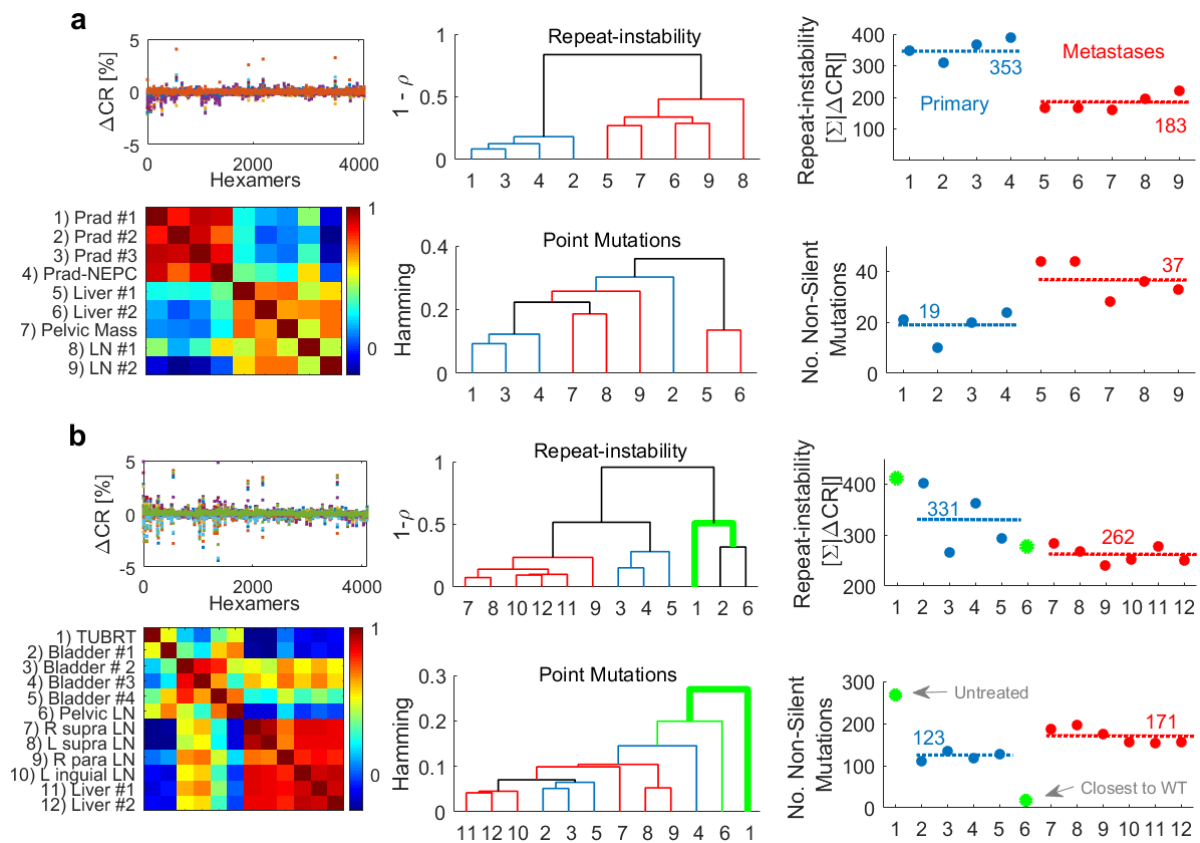 a
ΔCR [%]
5
0
-5
0
2000
4000
Hexamers
Repeat-instability
1 - ρ
1
0.5
0
1 3 4 2 5 7 6 9 8
Repeat-instability
[Σ|ΔCR|]
400
300
200
100
353
Primary
Metastases
183
1 2 3 4 5 6 7 8 9
1) Prad #1
2) Prad #2
3) Prad #3
4) Prad-NEPC
5) Liver #1
6) Liver #2
7) Pelvic Mass
8) LN #1
9) LN #2
1
0
Point Mutations
Hamming
0.4
0.2
0
1 3 4 7 8 9 2 5 6
No. Non-Silent
Mutations
40
20
0
19
37
1 2 3 4 5 6 7 8 9
b
ΔCR [%]
5
0
-5
0
2000
4000
Hexamers
Repeat-instability
1-ρ
1
0.5
0
7 8 10 12 11 9 3 4 5 1 2 6
Repeat-instability
[Σ|ΔCR|]
400
300
200
331
262
1 2 3 4 5 6 7 8 9 10 11 12
1) TUBRT
2) Bladder #1
3) Bladder # 2
4) Bladder #3
5) Bladder #4
6) Pelvic LN
7) R supra LN
8) L supra LN
9) R para LN
10) L inguial LN
11) Liver #1
12) Liver #2
1
0
Point Mutations
Hamming
0.3
0.2
0.1
0
11 12 10 2 3 5 7 8 9 4 6 1
No. Non-Silent
Mutations
300
200
100
0
Untreated
123
171
Closest to WT
1 2 3 4 5 6 7 8 9 10 11 12